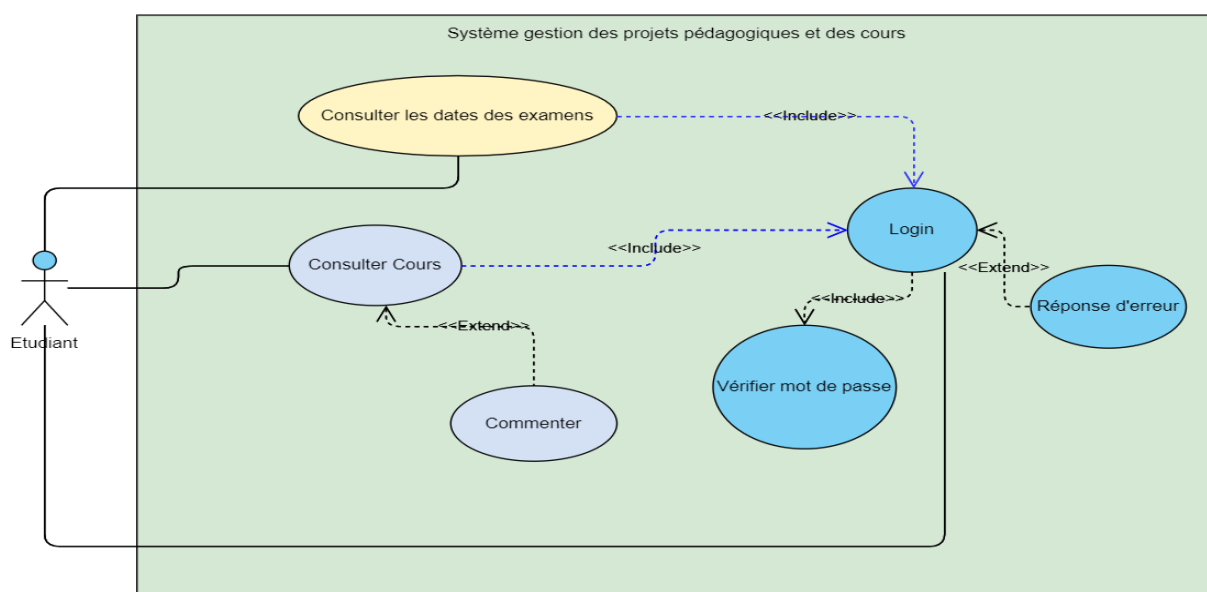 Système gestion des projets pédagogiques et des cours
Consulter les dates des examens
<<Include>>
Login
<<Include>>
Consulter Cours
<<Extend>>
Réponse d'erreur
<<Include>>
Etudiant
<<Extend>>
Vérifier mot de passe
Commenter